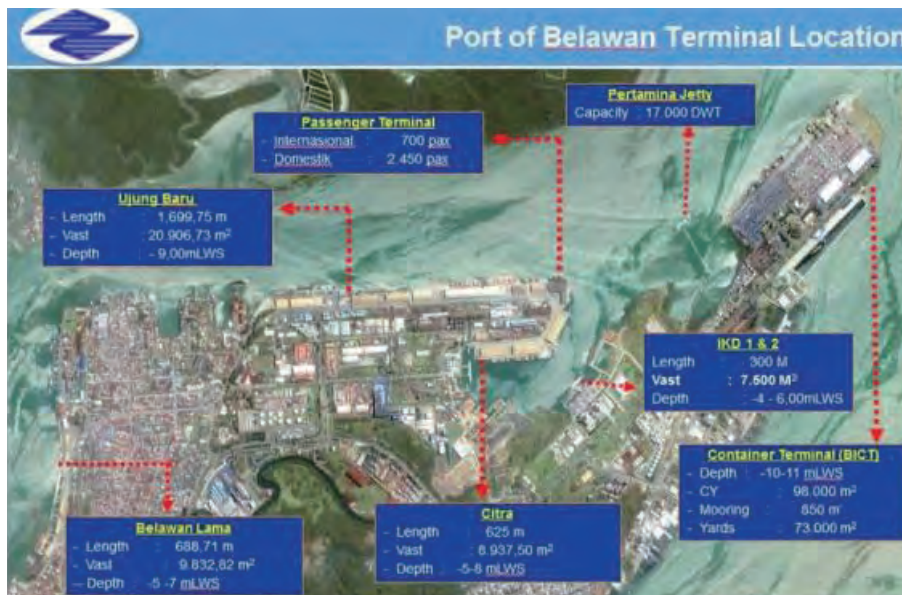 Port of Belawan Terminal Location
Pertamina Jetty
Capacity : 17.000 DWT
Passenger Terminal
- Internasional : 700 pax
- Domestik : 2.450 pax
Ujung Baru
- Length : 1,699,75 m
- Vast : 20.906,73 m²
- Depth : - 9,00mLWS
IKD 1 & 2
Length : 300 M
Vast : 7.500 M²
Depth : -4 - 6,00mLWS
Container Terminal (BICT)
- Depth : -10-11 mLWS
- CY : 98.000 m²
- Mooring : 850 m
- Yards : 73.000 m²
Citra
- Length : 625 m
- Vast : 8.937,50 m²
- Depth : -5-8 mLWS
Belawan Lama
- Length : 688,71 m
- Vast : 9.832,82 m²
- Depth : -5 -7 mLWS